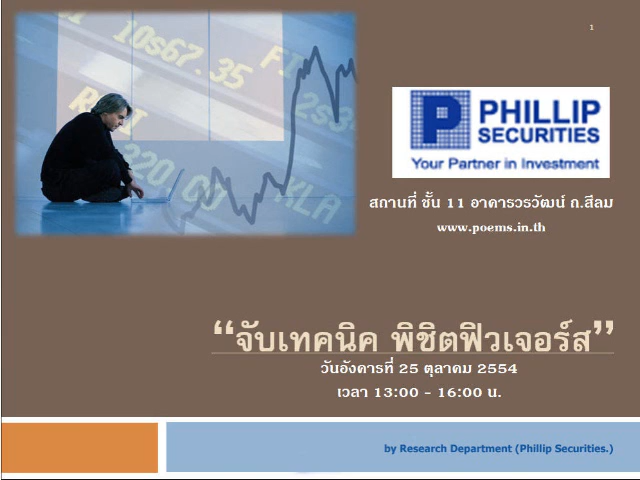 1
10s67.35
FI
PHILLIP
SECURITIES
Your Partner in Investment
KLA
สถานที่ ชั้น 11 อาคารวรวัฒน์ ถ.สีลม
www.poems.in.th
“จับเทคนิค พิชิตฟิวเจอร์ส”
วันอังคารที่ 25 ตุลาคม 2554
เวลา 13:00 - 16:00 น.
by Research Department (Phillip Securities.)